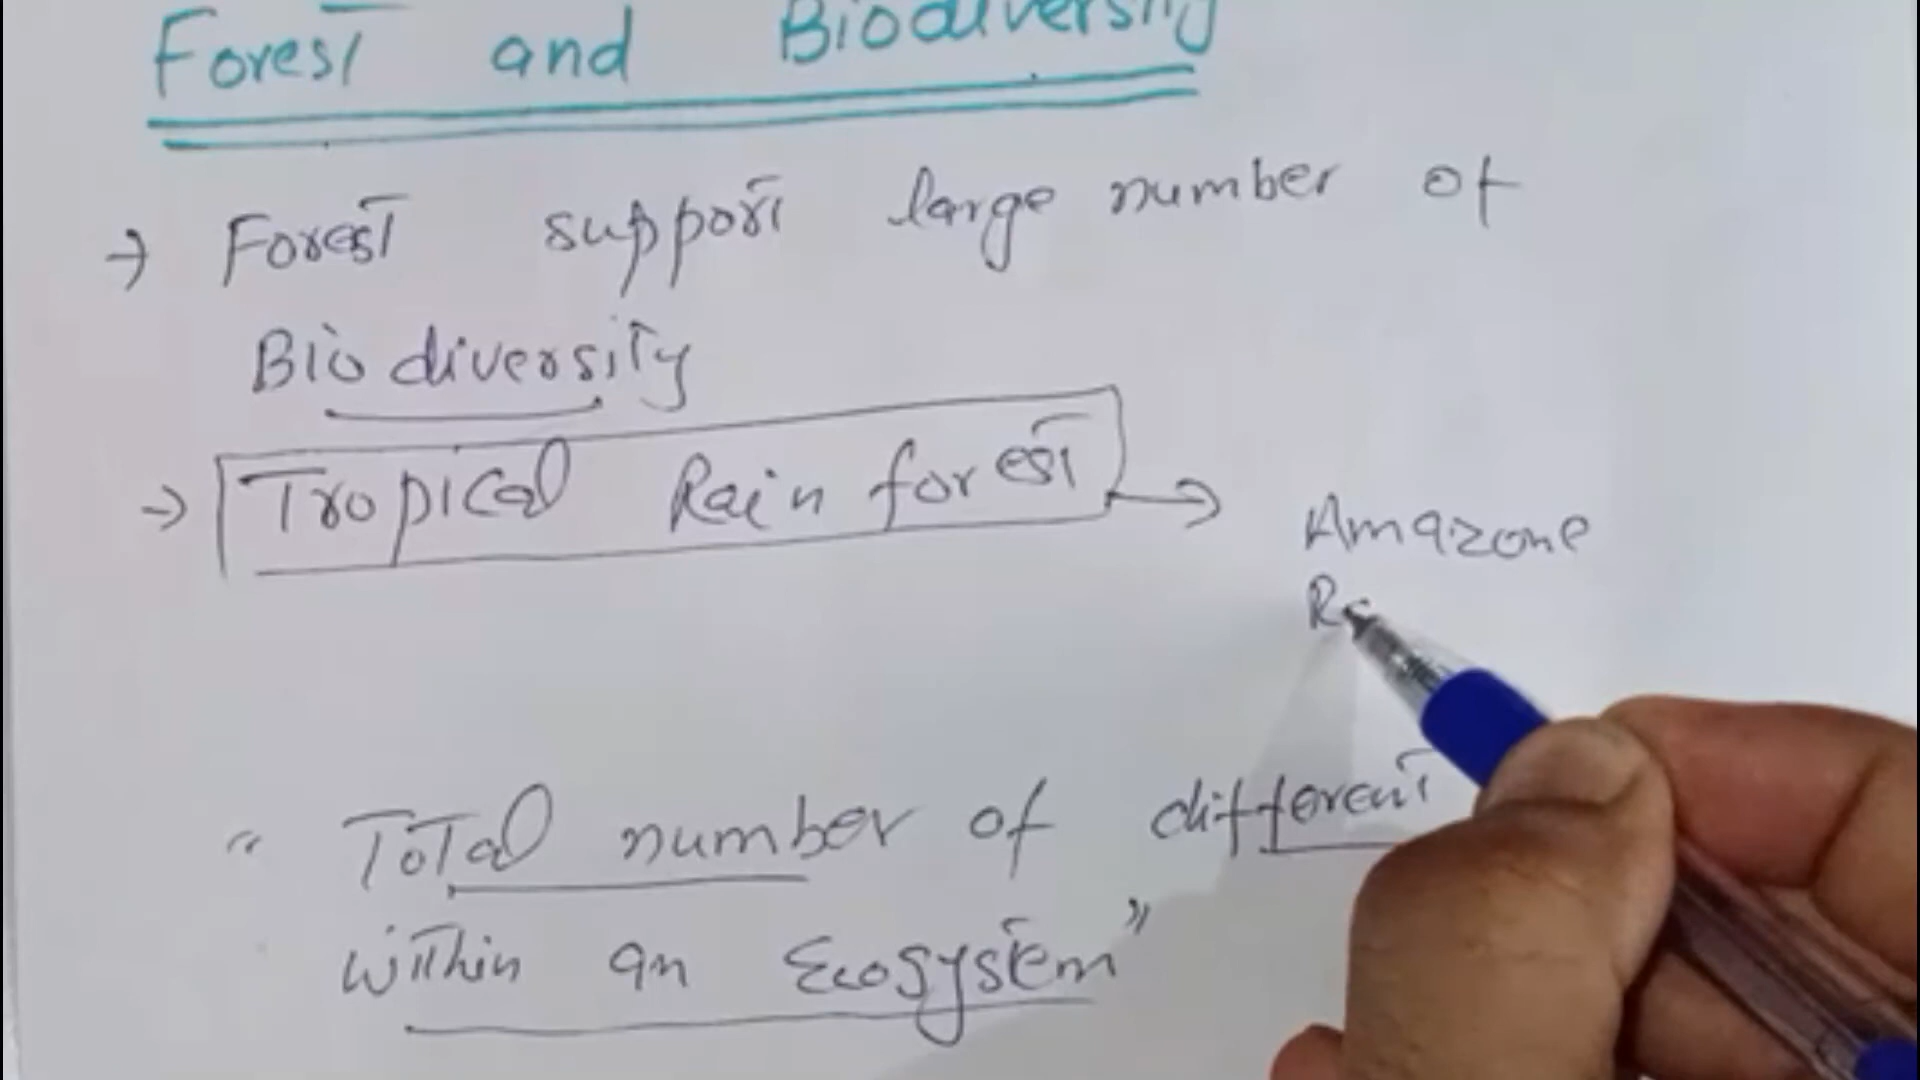 Forest and Biodiversity
→ Forest support large number of
Biodiversity
→ Tropical Rain forest →
Amazone
Ra
" Total number of different
within an Ecosystem"